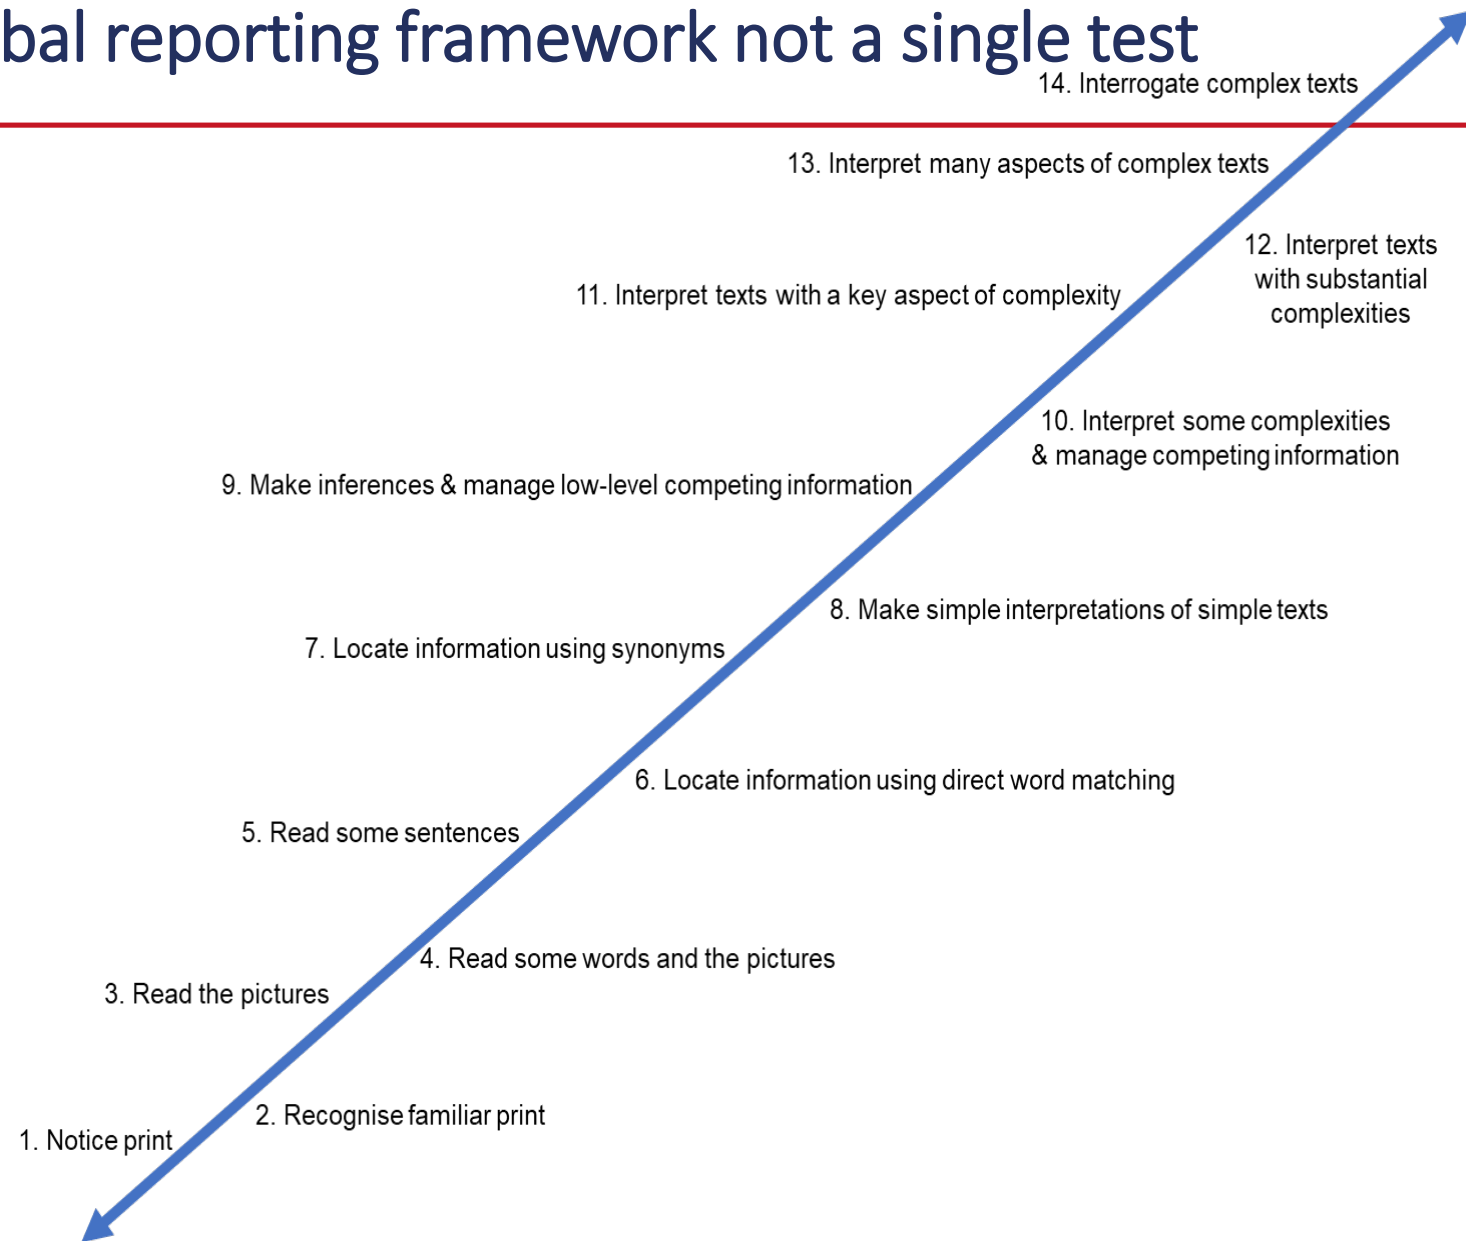 bal reporting framework not a single test
14. Interrogate complex texts
13. Interpret many aspects of complex texts
12. Interpret texts
with substantial
complexities
11. Interpret texts with a key aspect of complexity
10. Interpret some complexities
& manage competing information
9. Make inferences & manage low-level competing information
8. Make simple interpretations of simple texts
7. Locate information using synonyms
6. Locate information using direct word matching
5. Read some sentences
4. Read some words and the pictures
3. Read the pictures
2. Recognise familiar print
1. Notice print